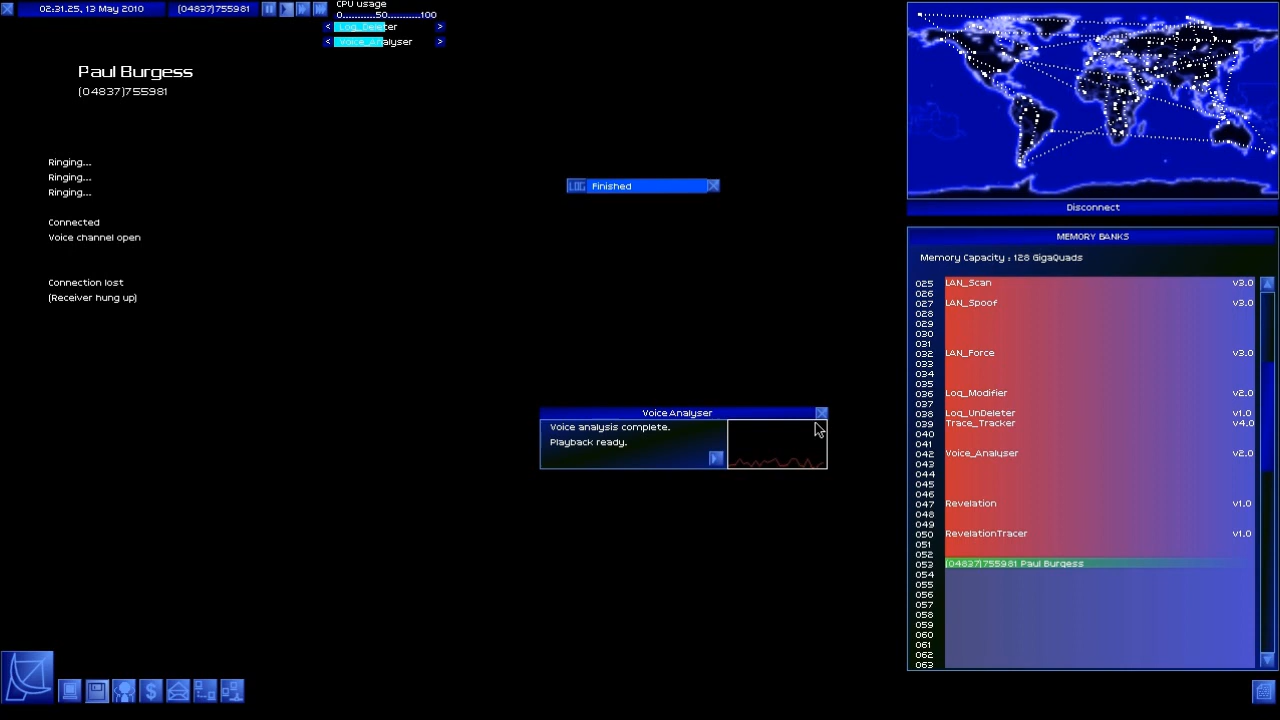 02:31.25, 13 May 2010
(04837)755981
CPU usage
0..........50..........100
< Log_Deleter >
< Voice_Analyser >
Paul Burgess
(04837)755981
Ringing...
Ringing...
Ringing...
Connected
Voice channel open
Connection lost
(Receiver hung up)
LOG Finished
Voice Analyser
Voice analysis complete.
Playback ready.
Disconnect
MEMORY BANKS
Memory Capacity : 128 GigaQuads
025 LAN_Scan v3.0
026
027 LAN_Spoof v3.0
028
029
030
031
032 LAN_Force v3.0
033
034
035
036 Log_Modifier v2.0
037
038 Log_UnDeleter v1.0
039 Trace_Tracker v4.0
040
041
042 Voice_Analyser v2.0
043
044
045
046
047 Revelation v1.0
048
049
050 RevelationTracer v1.0
051
052
053 (04837)755981 Paul Burgess
054
055
056
057
058
059
060
061
062
063
$